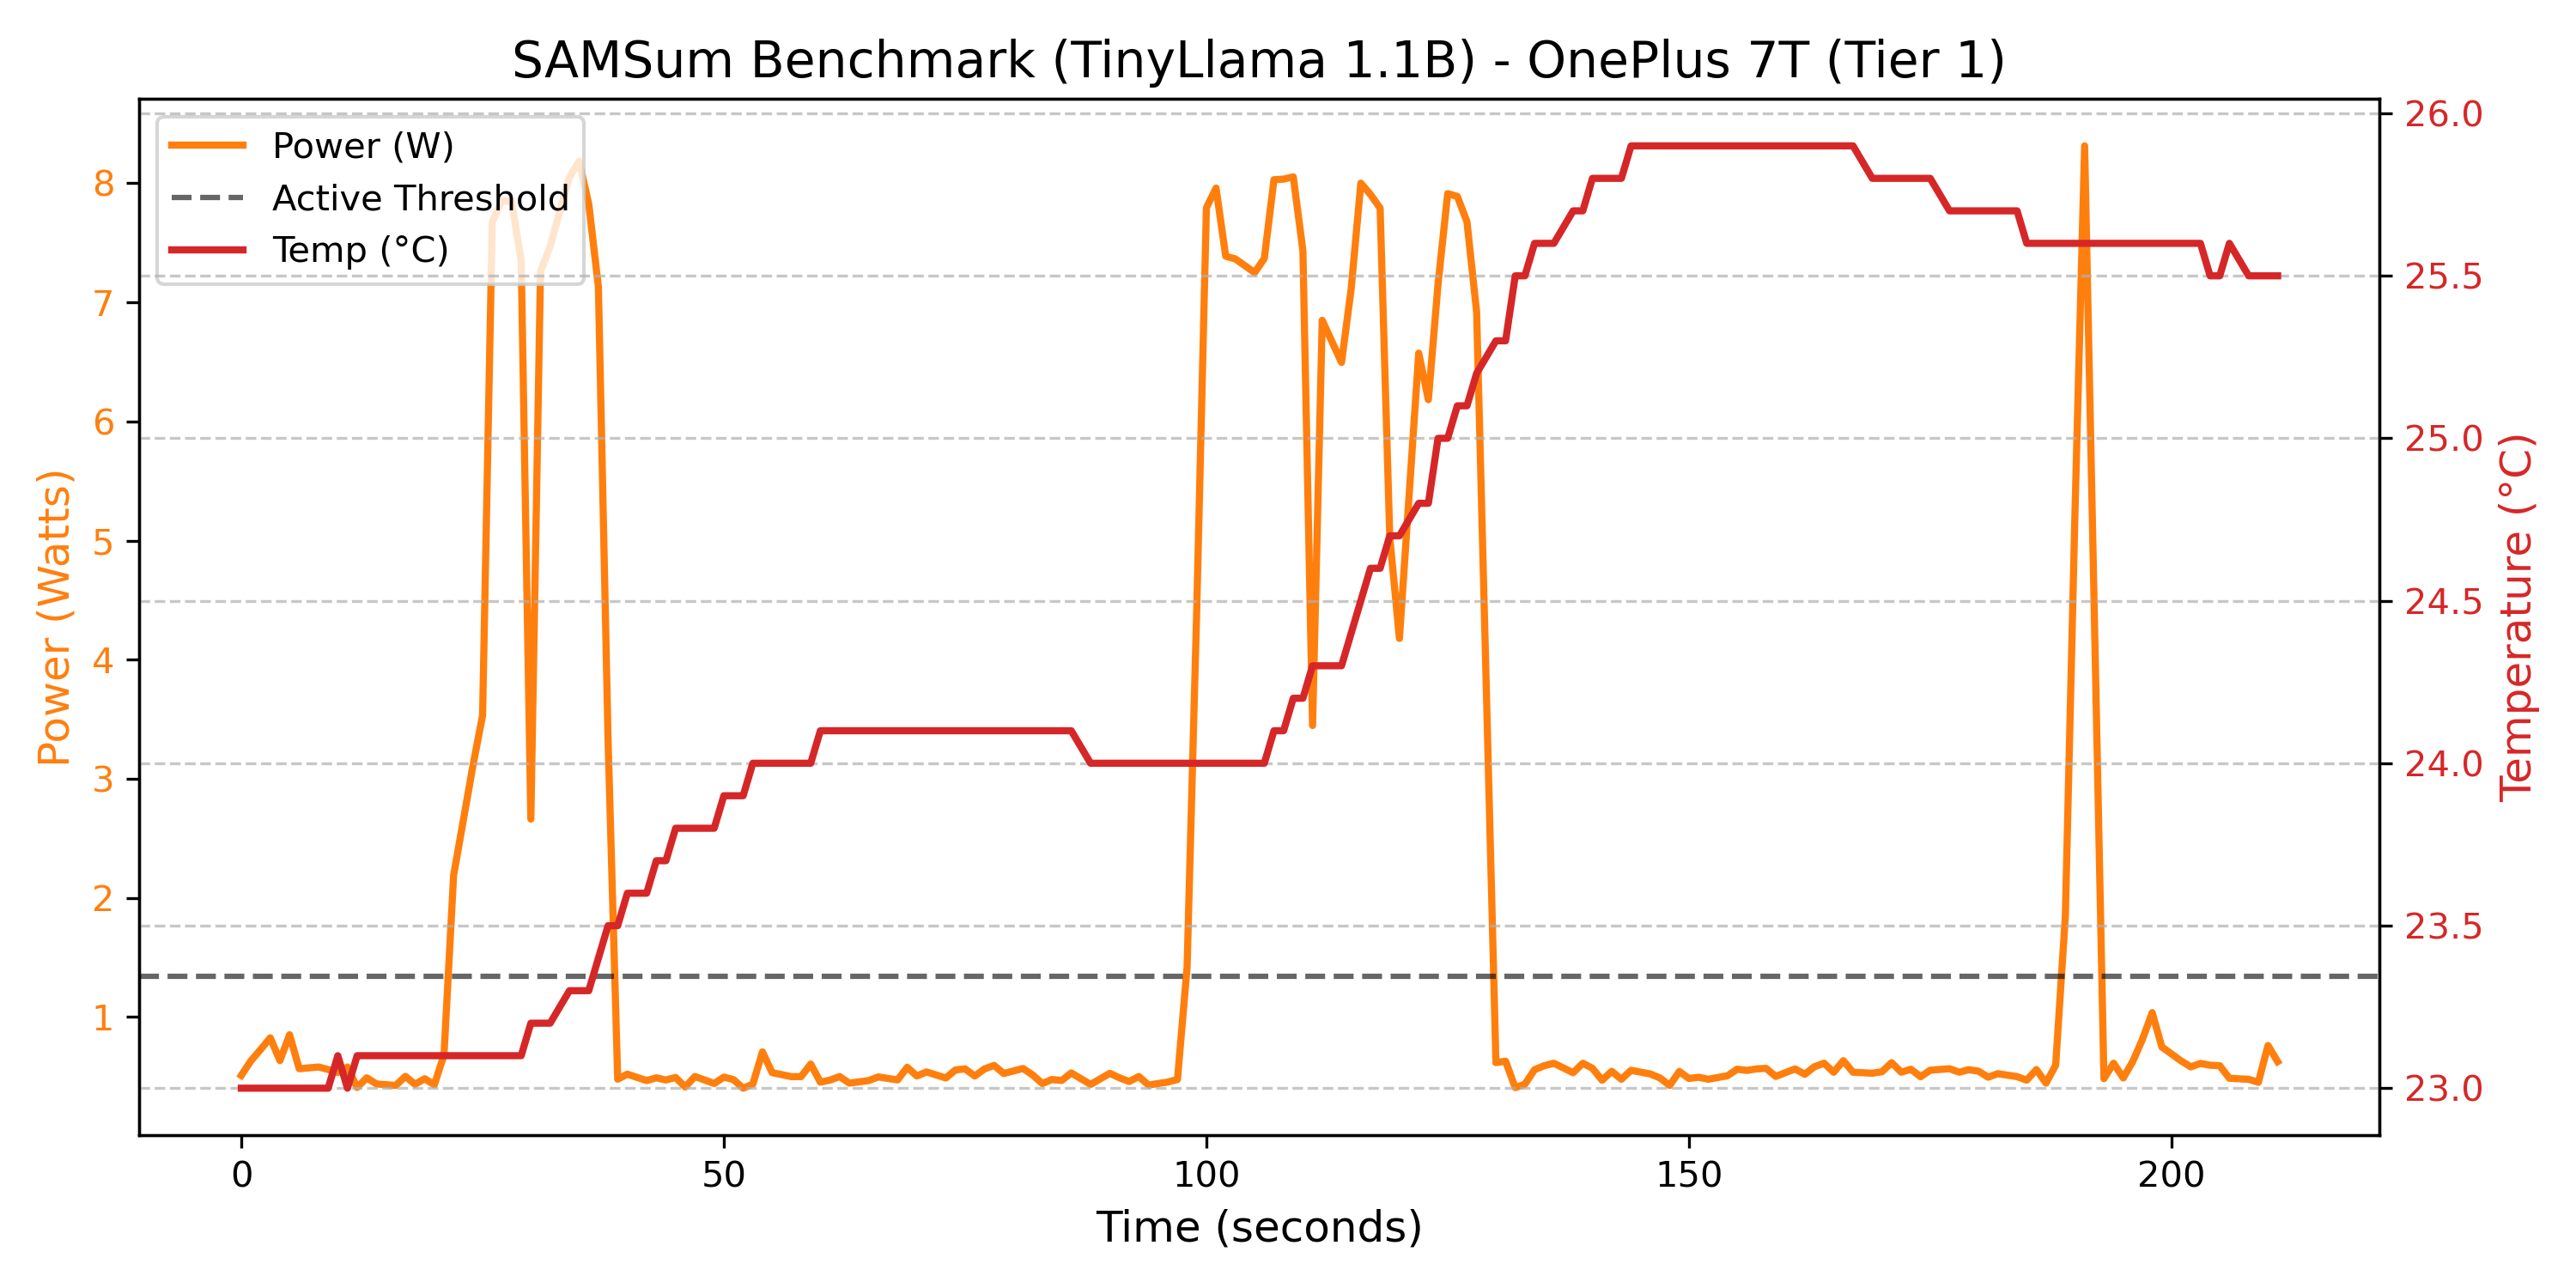 SAMSum Benchmark (TinyLlama 1.1B) - OnePlus 7T (Tier 1)
Power (W)
Active Threshold
Temp (°C)
Power (Watts)
8
7
6
5
4
3
2
1
26.0
25.5
25.0
24.5
24.0
23.5
23.0
Temperature (°C)
0 50 100 150 200
Time (seconds)